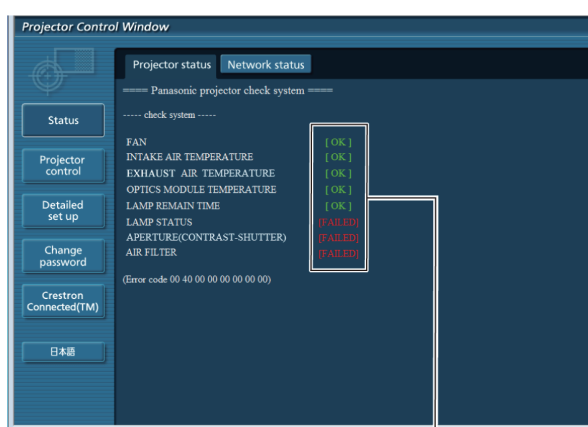 Projector Control Window
Projector status Network status
==== Panasonic projector check system ====
----- check system -----
FAN [ OK ]
INTAKE AIR TEMPERATURE [ OK ]
EXHAUST AIR TEMPERATURE [ OK ]
OPTICS MODULE TEMPERATURE [ OK ]
LAMP REMAIN TIME [ OK ]
LAMP STATUS [FAILED]
APERTURE(CONTRAST-SHUTTER) [FAILED]
AIR FILTER [FAILED]
(Error code 00 40 00 00 00 00 00 00)
Status
Projector
control
Detailed
set up
Change
password
Crestron
Connected(TM)
日本語